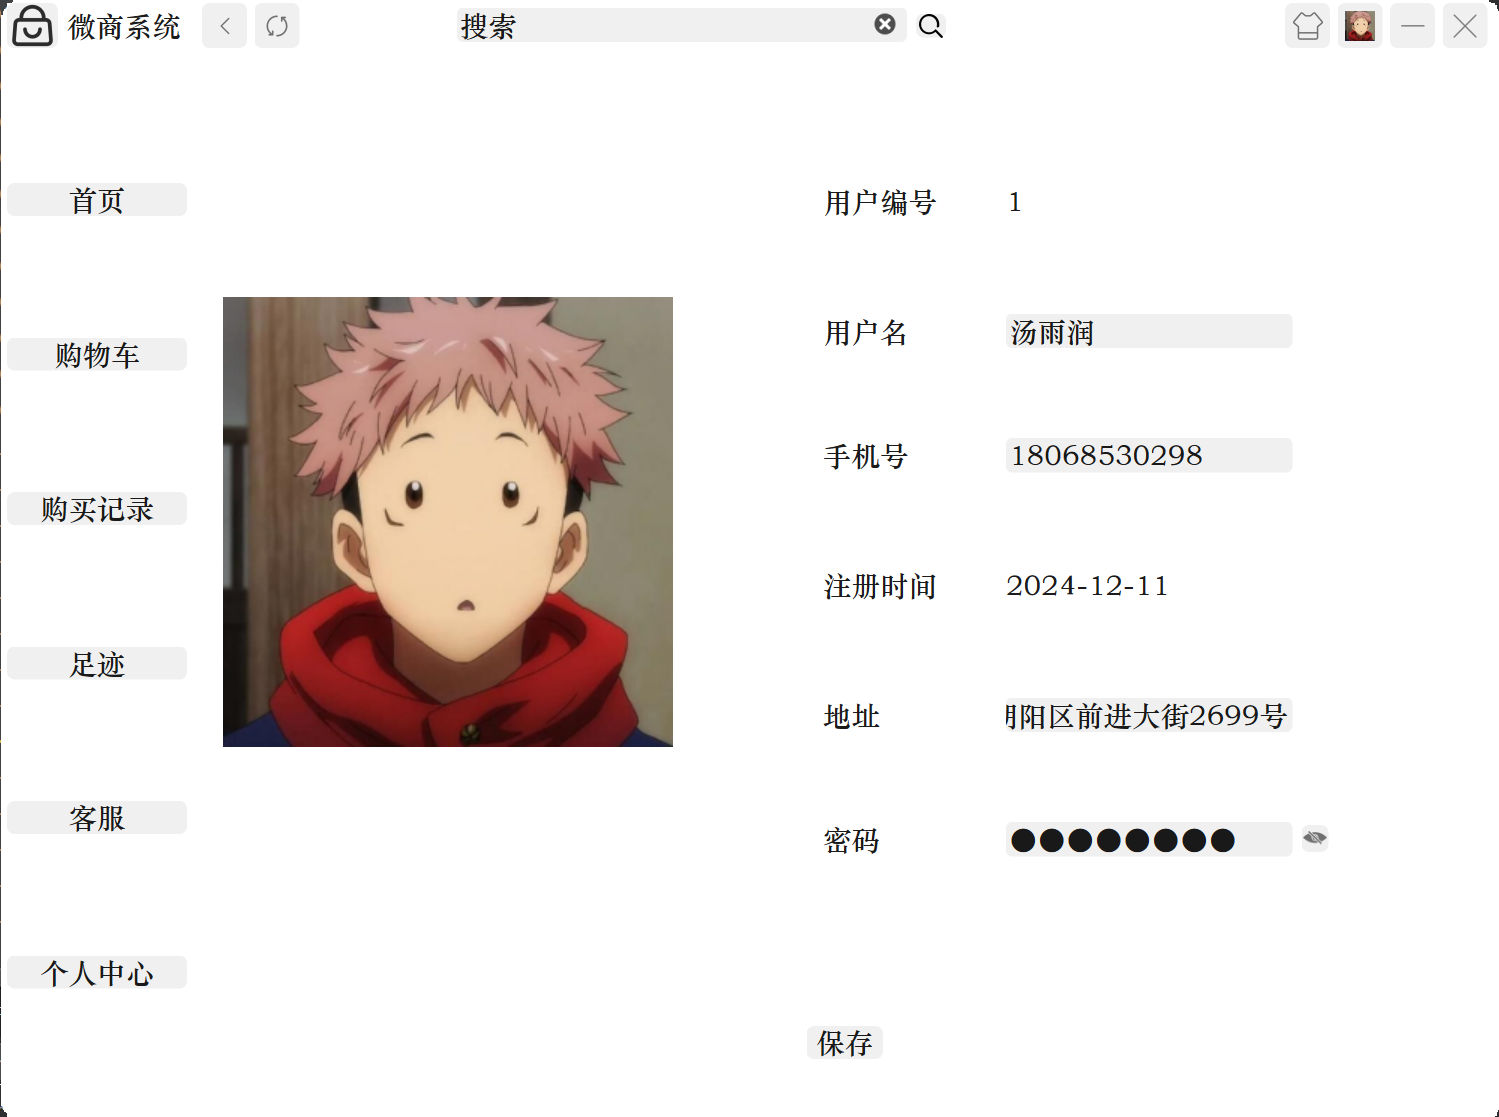 微商系统
搜索
首页
购物车
购买记录
足迹
客服
个人中心
用户编号 1
用户名 汤雨润
手机号 18068530298
注册时间 2024-12-11
地址 阳区前进大街2699号
密码 ●●●●●●●●
保存